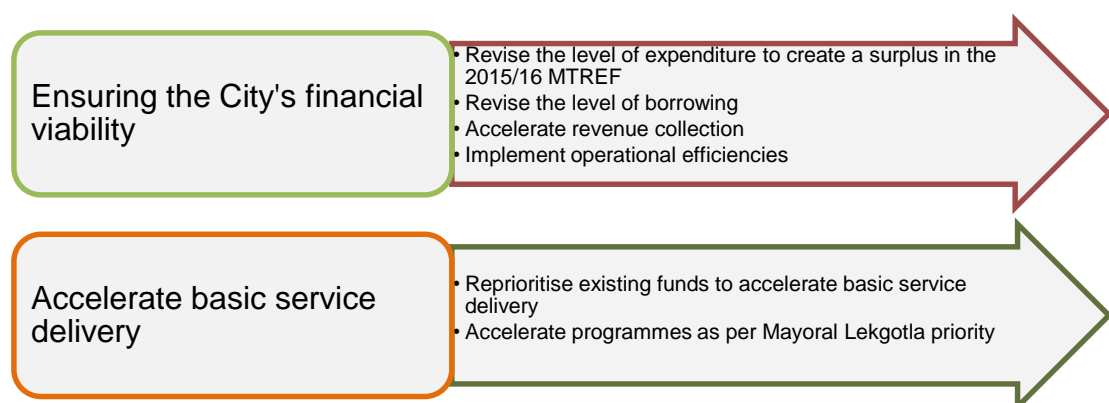 Ensuring the City's financial
viability
• Revise the level of expenditure to create a surplus in the
2015/16 MTREF
• Revise the level of borrowing
• Accelerate revenue collection
• Implement operational efficiencies
Accelerate basic service
delivery
• Reprioritise existing funds to accelerate basic service
delivery
• Accelerate programmes as per Mayoral Lekgotla priority